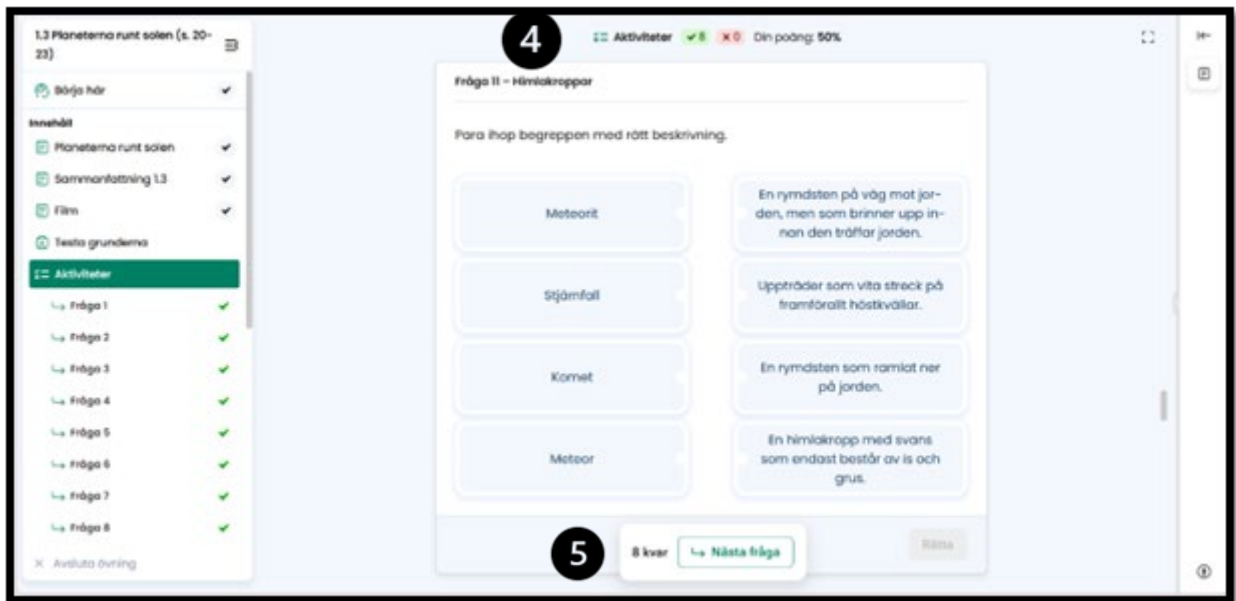 1.3 Planeterna runt solen (s. 20-
23)
Börja här
Innehåll
Planeterna runt solen
Sammanfattning 1.3
Film
Testa grunderna
Aktiviteter
Fråga 1
Fråga 2
Fråga 3
Fråga 4
Fråga 5
Fråga 6
Fråga 7
Fråga 8
Avsluta övning
4
Aktiviteter 8 0 Din poäng: 50%
Fråga 11 – Himlakroppar
Para ihop begreppen med rätt beskrivning.
Meteorit
En rymdsten på väg mot jor-
den, men som brinner upp in-
nan den träffar jorden.
Stjärnfall
Uppträder som vita streck på
framförallt höstkvällar.
Komet
En rymdsten som ramlat ner
på jorden.
Meteor
En himlakropp med svans
som endast består av is och
grus.
5
8 kvar Nästa fråga
Rätta